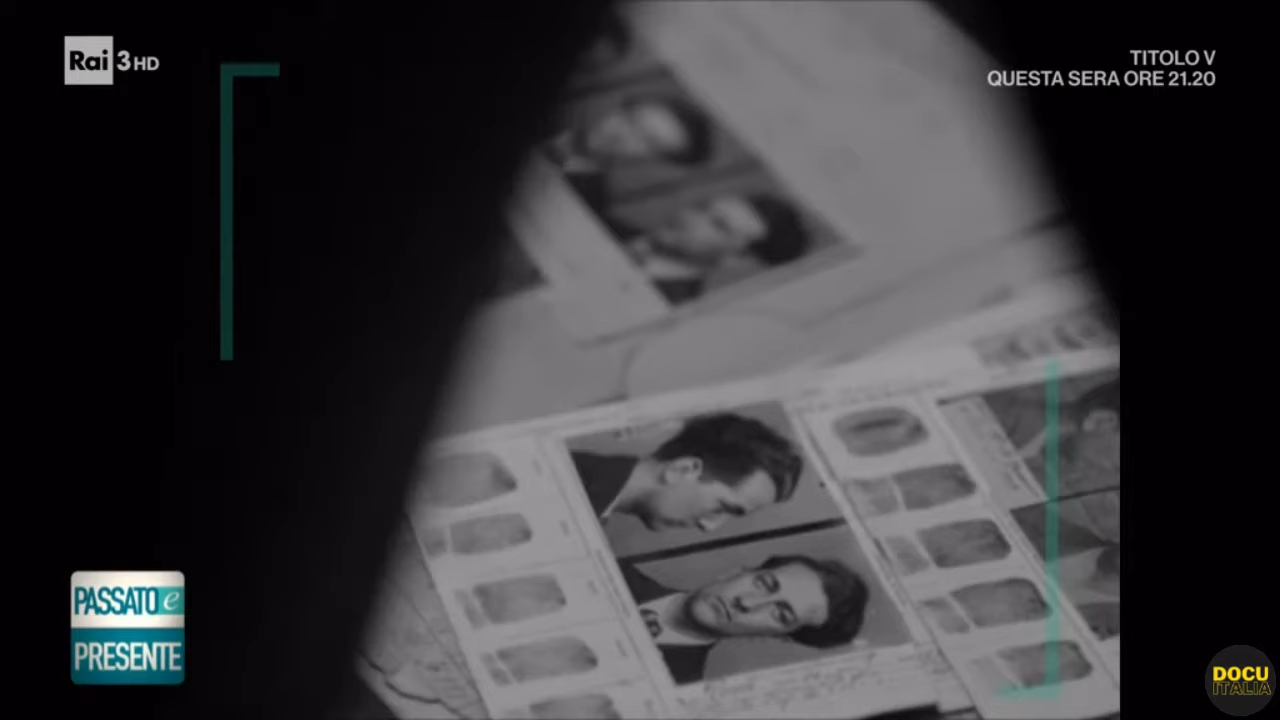 Rai 3 HD
TITOLO V
QUESTA SERA ORE 21.20
PASSATO e
PRESENTE
DOCU
ITALIA